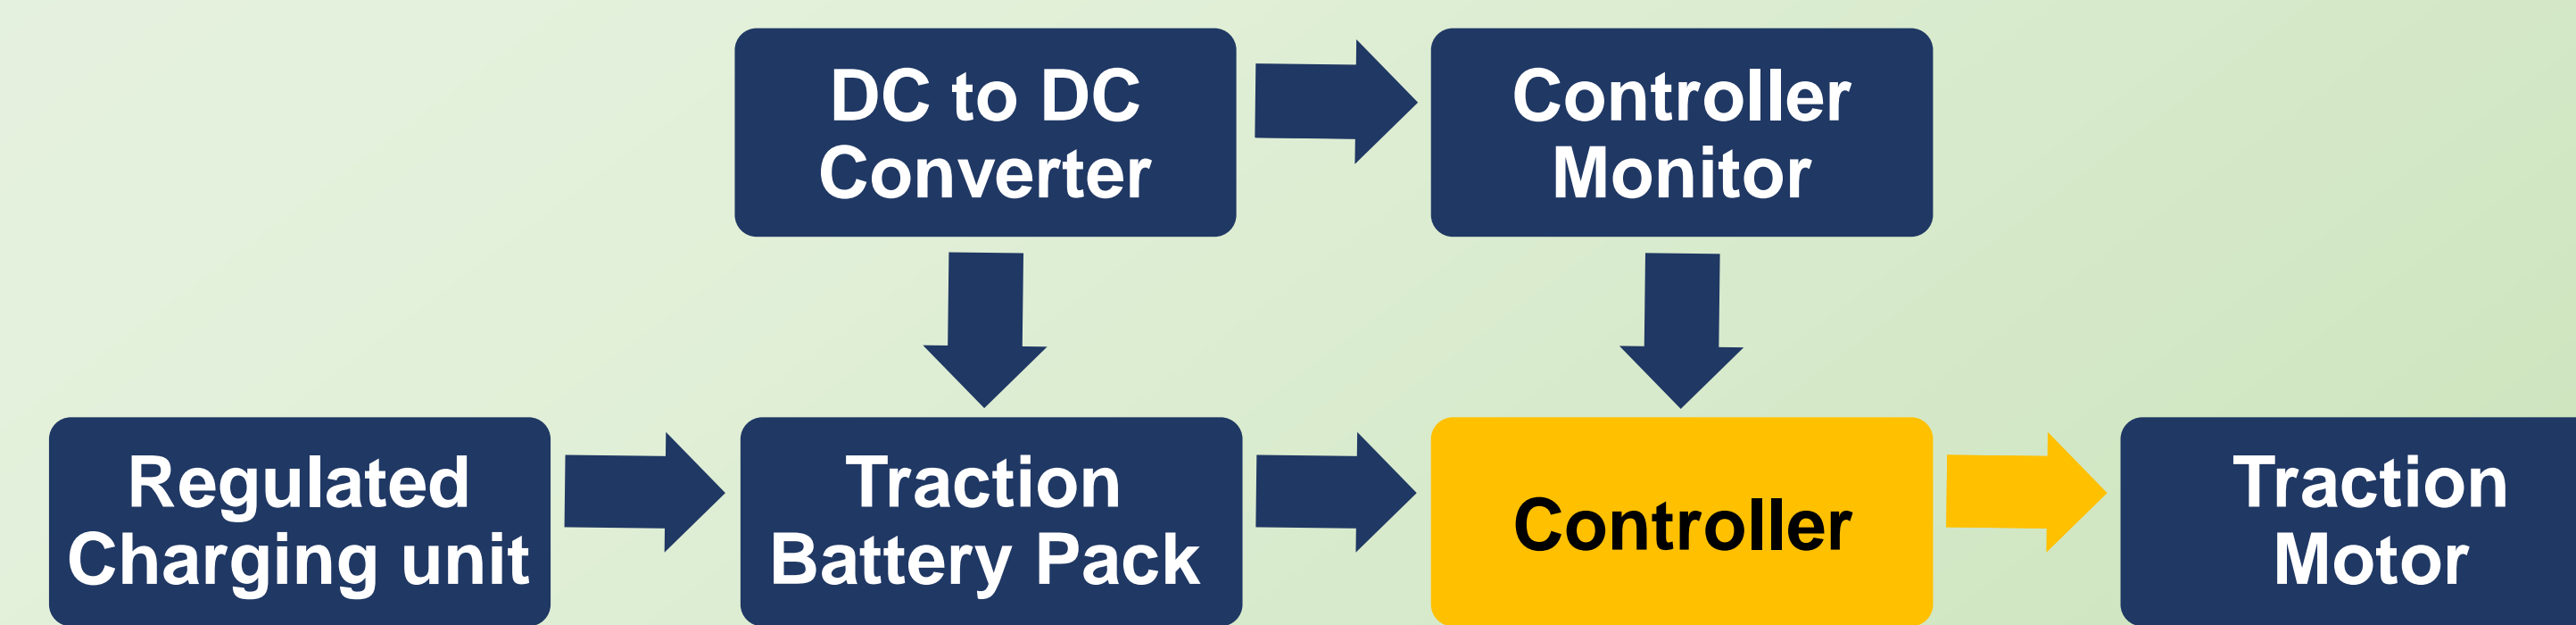 DC to DC
Converter
Controller
Monitor
Regulated
Charging unit
Traction
Battery Pack
Controller
Traction
Motor